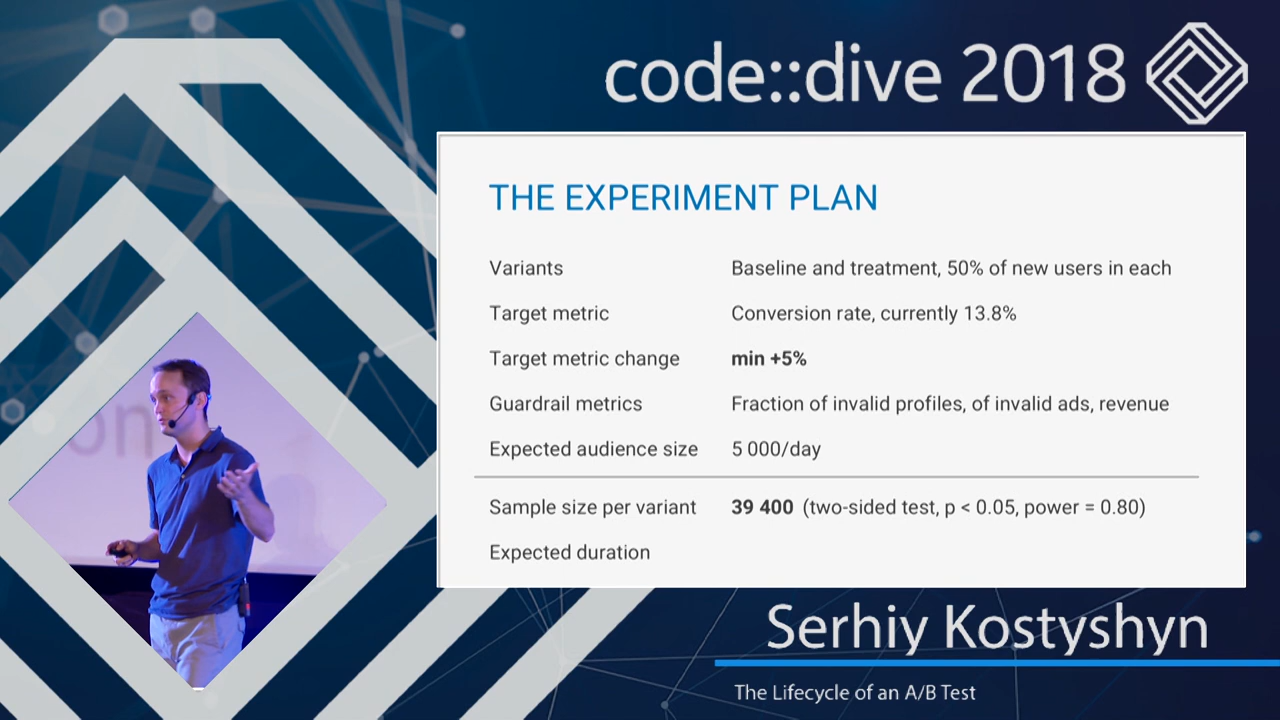 code::dive 2018
THE EXPERIMENT PLAN
Variants Baseline and treatment, 50% of new users in each
Target metric Conversion rate, currently 13.8%
Target metric change min +5%
Guardrail metrics Fraction of invalid profiles, of invalid ads, revenue
Expected audience size 5 000/day
Sample size per variant 39 400 (two-sided test, p < 0.05, power = 0.80)
Expected duration
on
Serhiy Kostyshyn
The Lifecycle of an A/B Test